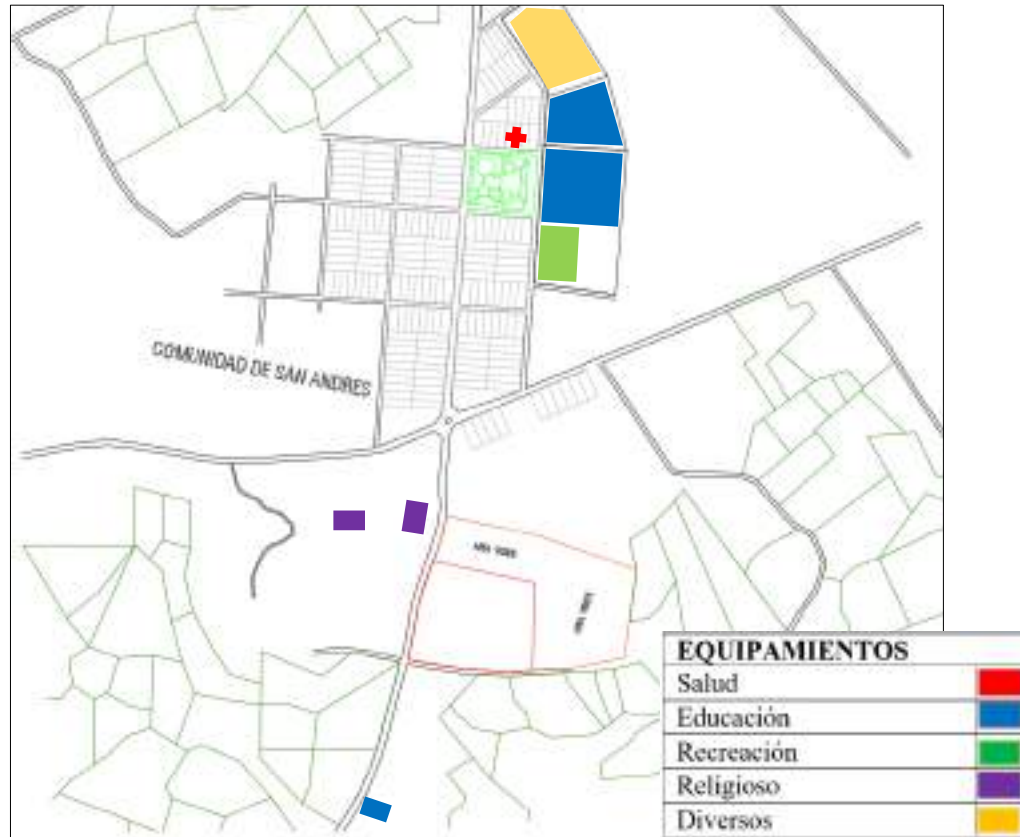 COMUNIDAD DE SAN ANDRES
EQUIPAMIENTOS
Salud
Educación
Recreación
Religioso
Diversos